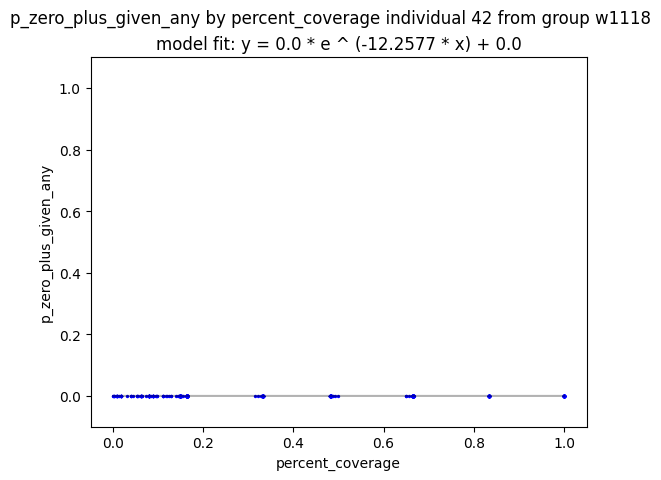 p_zero_plus_given_any by percent_coverage individual 42 from group w1118
model fit: y = 0.0 * e ^ (-12.2577 * x) + 0.0
1.0
0.8
0.6
0.4
0.2
0.0
p_zero_plus_given_any
0.0 0.2 0.4 0.6 0.8 1.0
percent_coverage